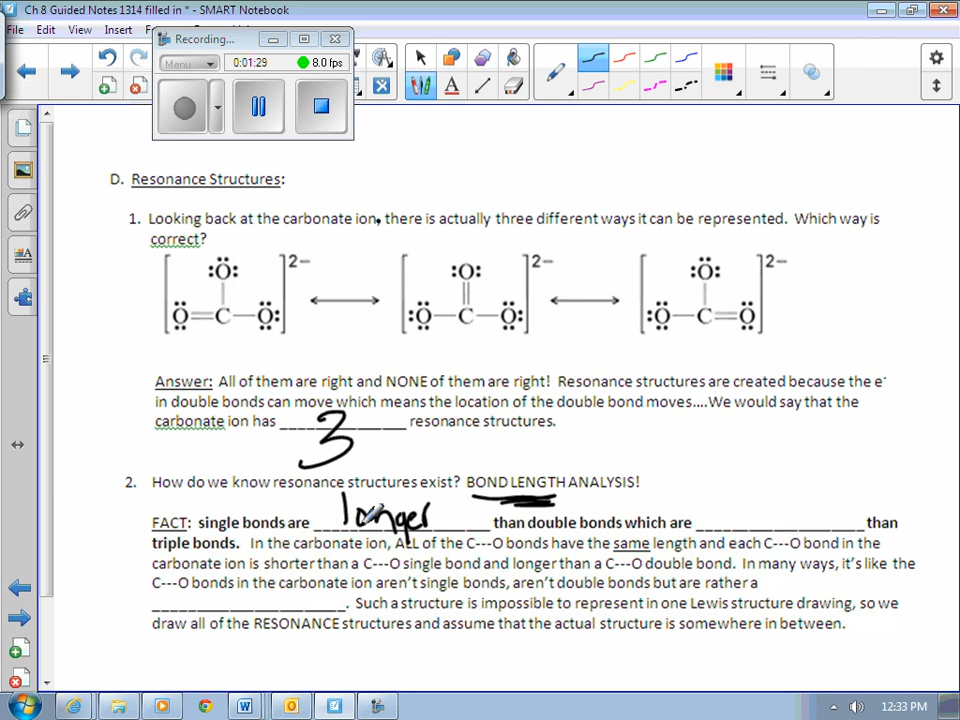 Ch 8 Guided Notes 1314 filled in * - SMART Notebook
File Edit View Insert
Recording...
Menu 0:01:29 8.0 fps
D. Resonance Structures:
1. Looking back at the carbonate ion, there is actually three different ways it can be represented. Which way is
correct?
2− 2− 2−
:Ö: :O: :Ö:
Ö=C—Ö: :Ö—C—Ö: :Ö—C=Ö
Answer: All of them are right and NONE of them are right! Resonance structures are created because the e-
in double bonds can move which means the location of the double bond moves....We would say that the
carbonate ion has ________________ resonance structures.
3
2. How do we know resonance structures exist? BOND LENGTH ANALYSIS!
longer
FACT: single bonds are ______________________ than double bonds which are _____________________ than
triple bonds. In the carbonate ion, ALL of the C---O bonds have the same length and each C---O bond in the
carbonate ion is shorter than a C---O single bond and longer than a C---O double bond. In many ways, it's like the
C---O bonds in the carbonate ion aren't single bonds, aren't double bonds but are rather a
________________________. Such a structure is impossible to represent in one Lewis structure drawing, so we
draw all of the RESONANCE structures and assume that the actual structure is somewhere in between.
12:33 PM